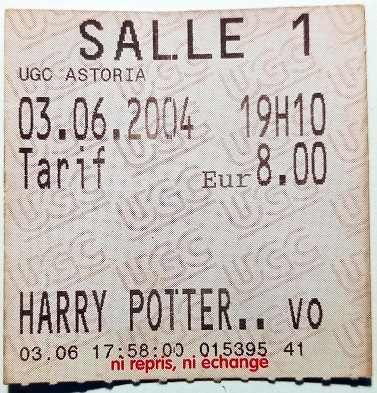 SALLE 1
UGC ASTORIA
03.06.2004 19H10
Tarif Eur 8.00
HARRY POTTER.. VO
03.06 17:58:00 015395 41
ni repris, ni échange